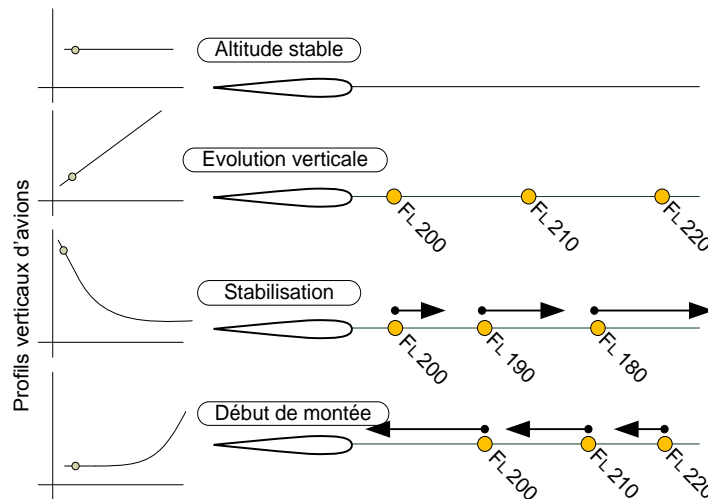 Profils verticaux d'avions
Altitude stable
Evolution verticale
FL 200
FL 210
FL 220
Stabilisation
FL 200
FL 190
FL 180
Début de montée
FL 200
FL 210
FL 220